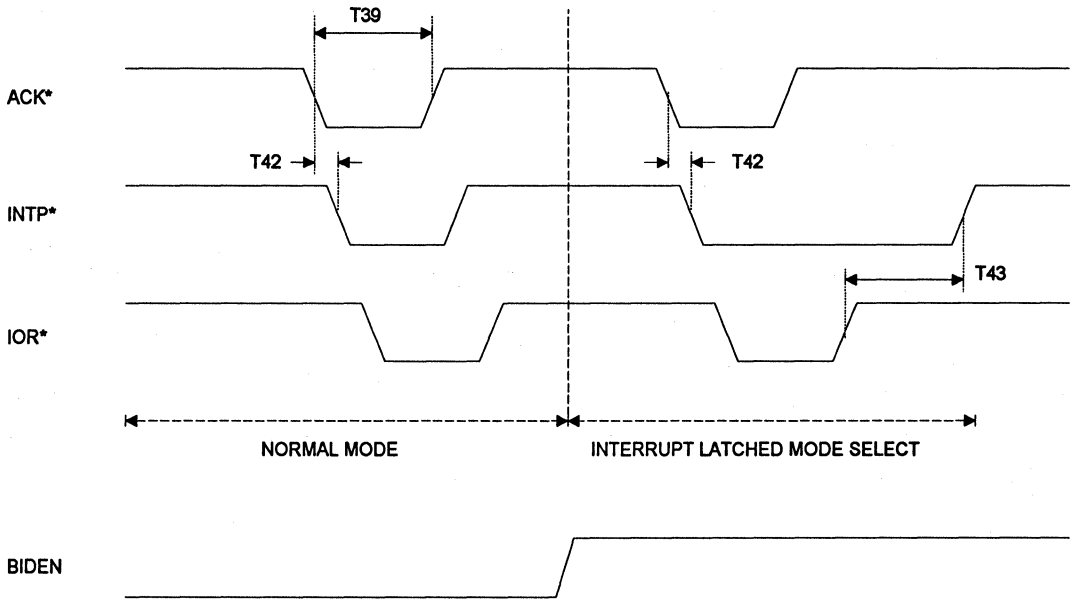 T39
ACK*
T42
T42
INTP*
T43
IOR*
NORMAL MODE
INTERRUPT LATCHED MODE SELECT
BIDEN